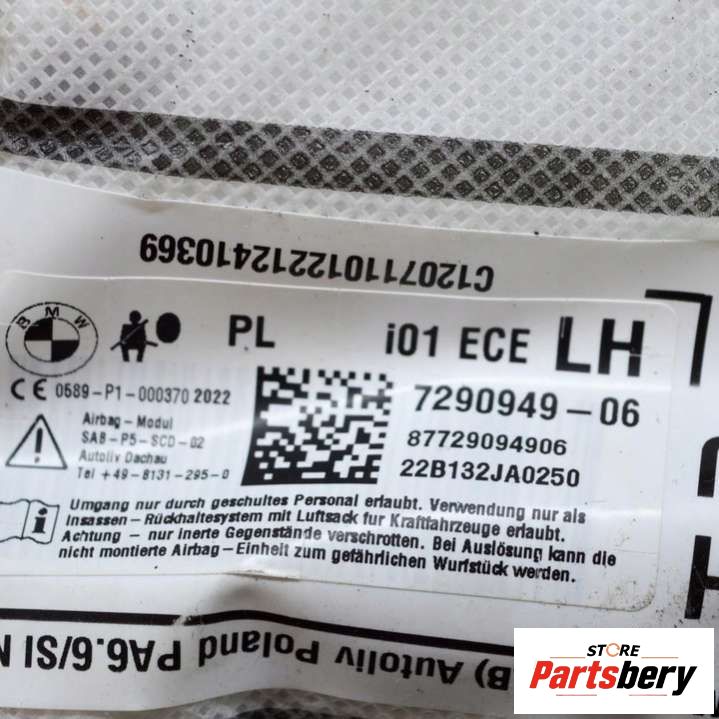 C12071101221241 0369
BMW
PL i01 ECE LH
CE 0589-P1-000370 2022
7290949-06
Airbag-Modul
SAB-P5-SCD-02
Autoliv Dachau
Tel +49-8131-295-0
87729094906
22B132JA0250
Umgang nur durch geschultes Personal erlaubt. Verwendung nur als
Insassen-Rückhaltesystem mit Luftsack fur Kraftfahrzeuge erlaubt.
Achtung - nur inerte Gegenstände verschrotten. Bei Auslösung kann die
nicht montierte Airbag-Einheit zum gefährlichen Wurfstück werden.
B) Autoliv Poland PA6.6/SI
STORE
Partsbery